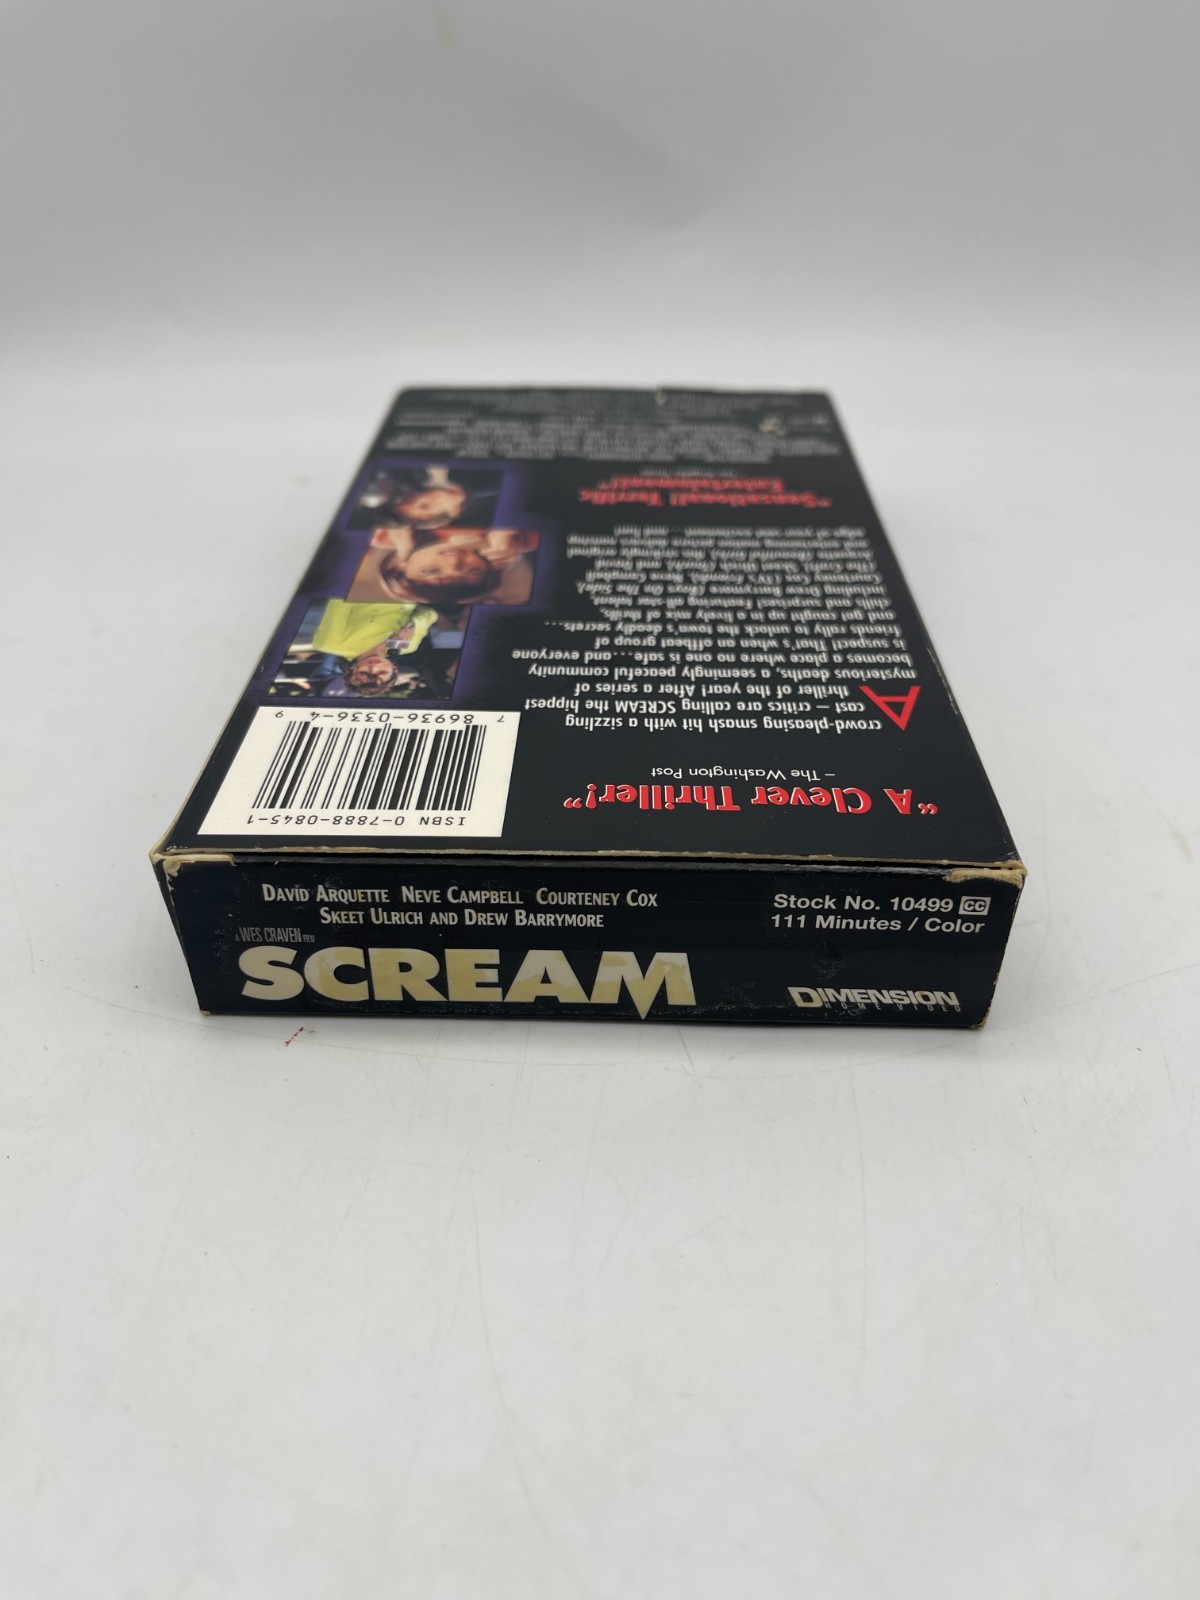 DAVID ARQUETTE NEVE CAMPBELL COURTENEY COX
SKEET ULRICH AND DREW BARRYMORE
A WES CRAVEN FILM
SCREAM
Stock No. 10499 CC
111 Minutes / Color
DIMENSION
HOME VIDEO
"A Clever Thriller!"
– The Washington Post
A crowd-pleasing smash hit with a sizzling
cast – critics are calling SCREAM the hippest
thriller of the year! After a series of
mysterious deaths, a seemingly peaceful community
becomes a place where no one is safe....and everyone
is suspect! That's when an offbeat group of
friends rally to unlock the town's deadly secrets....
and get caught up in a lively mix of thrills,
chills, and surprises! Featuring all-star talent,
including Drew Barrymore (Boys On The Side),
Courteney Cox (TV's Friends), Neve Campbell
(The Craft), Skeet Ulrich (Touch), and David
Arquette (Beautiful Girls), this strikingly original
and entertaining motion picture delivers cunning
edge of your seat excitement ... and fun!
"Sensational! Terrific
Entertainment!"
ISBN 0-7888-0845-1
7 86936-0336-4 9